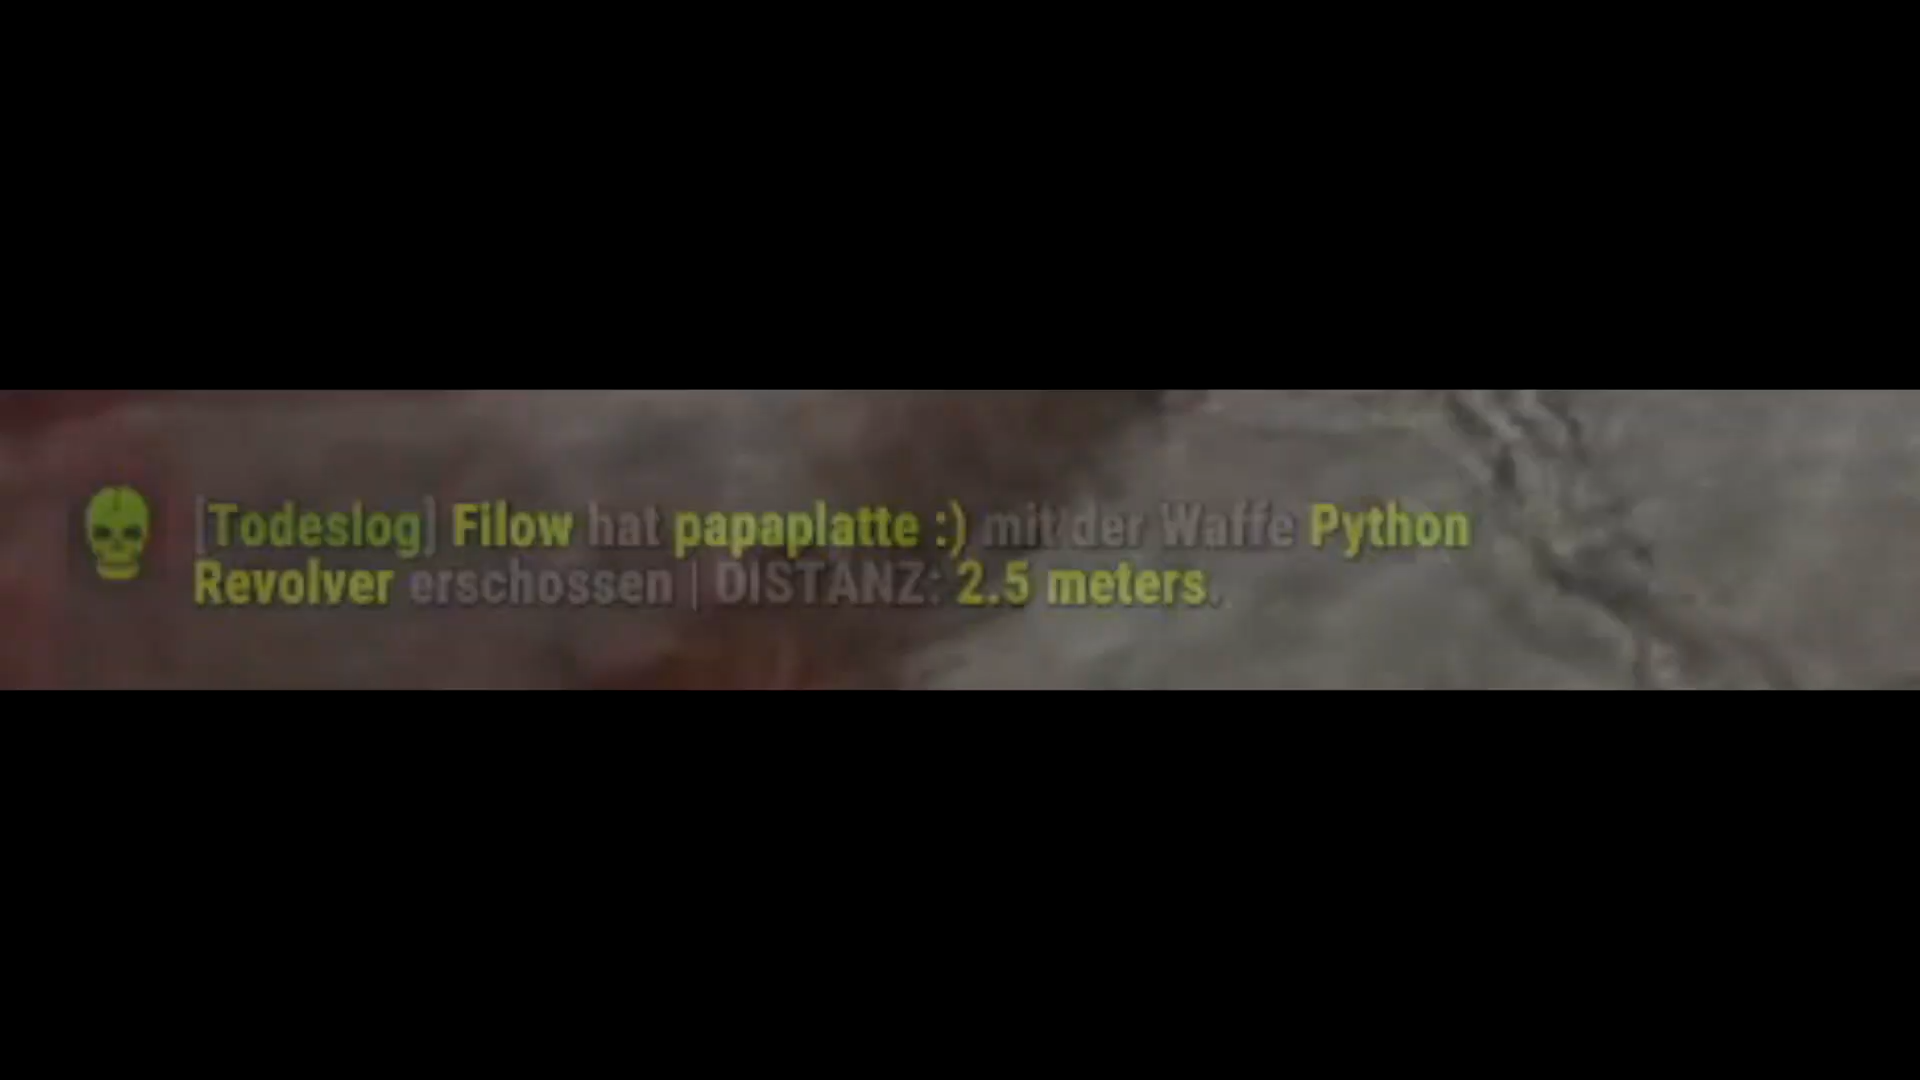 [Todeslog] Filow hat papaplatte :) mit der Waffe Python
Revolver erschossen | DISTANZ: 2.5 meters.